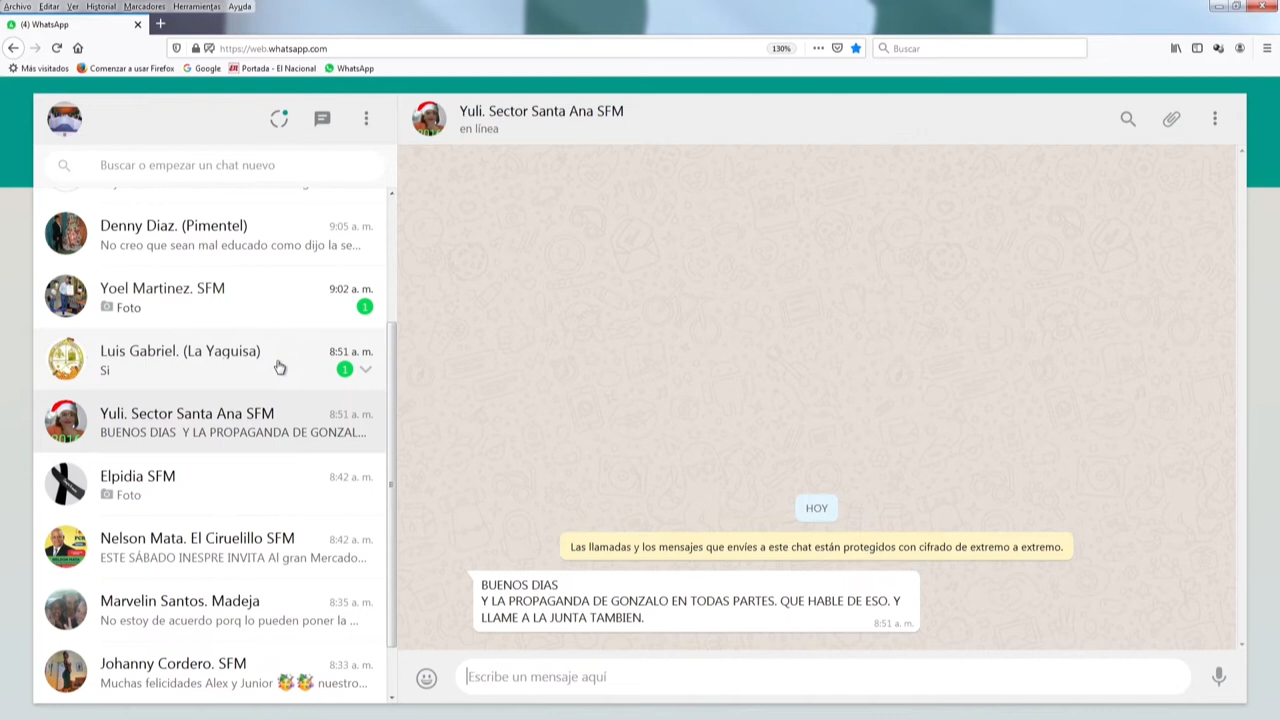 Archivo Editar Ver Historial Marcadores Herramientas Ayuda
(4) WhatsApp
https://web.whatsapp.com
130%
Buscar
Más visitados Comenzar a usar Firefox Google Portada - El Nacional WhatsApp
Buscar o empezar un chat nuevo
Denny Diaz. (Pimentel) 9:05 a. m.
No creo que sean mal educado como dijo la se...
Yoel Martinez. SFM 9:02 a. m.
Foto 1
Luis Gabriel. (La Yaguisa) 8:51 a. m.
Si 1
Yuli. Sector Santa Ana SFM 8:51 a. m.
BUENOS DIAS Y LA PROPAGANDA DE GONZAL...
Elpidia SFM 8:42 a. m.
Foto
Nelson Mata. El Ciruelillo SFM 8:42 a. m.
ESTE SÁBADO INESPRE INVITA Al gran Mercado...
Marvelin Santos. Madeja 8:35 a. m.
No estoy de acuerdo porq lo pueden poner la ...
Johanny Cordero. SFM 8:33 a. m.
Muchas felicidades Alex y Junior 🎉🎉 nuestro...
Yuli. Sector Santa Ana SFM
en línea
HOY
Las llamadas y los mensajes que envíes a este chat están protegidos con cifrado de extremo a extremo.
BUENOS DIAS
Y LA PROPAGANDA DE GONZALO EN TODAS PARTES. QUE HABLE DE ESO. Y
LLAME A LA JUNTA TAMBIEN.
8:51 a. m.
Escribe un mensaje aquí